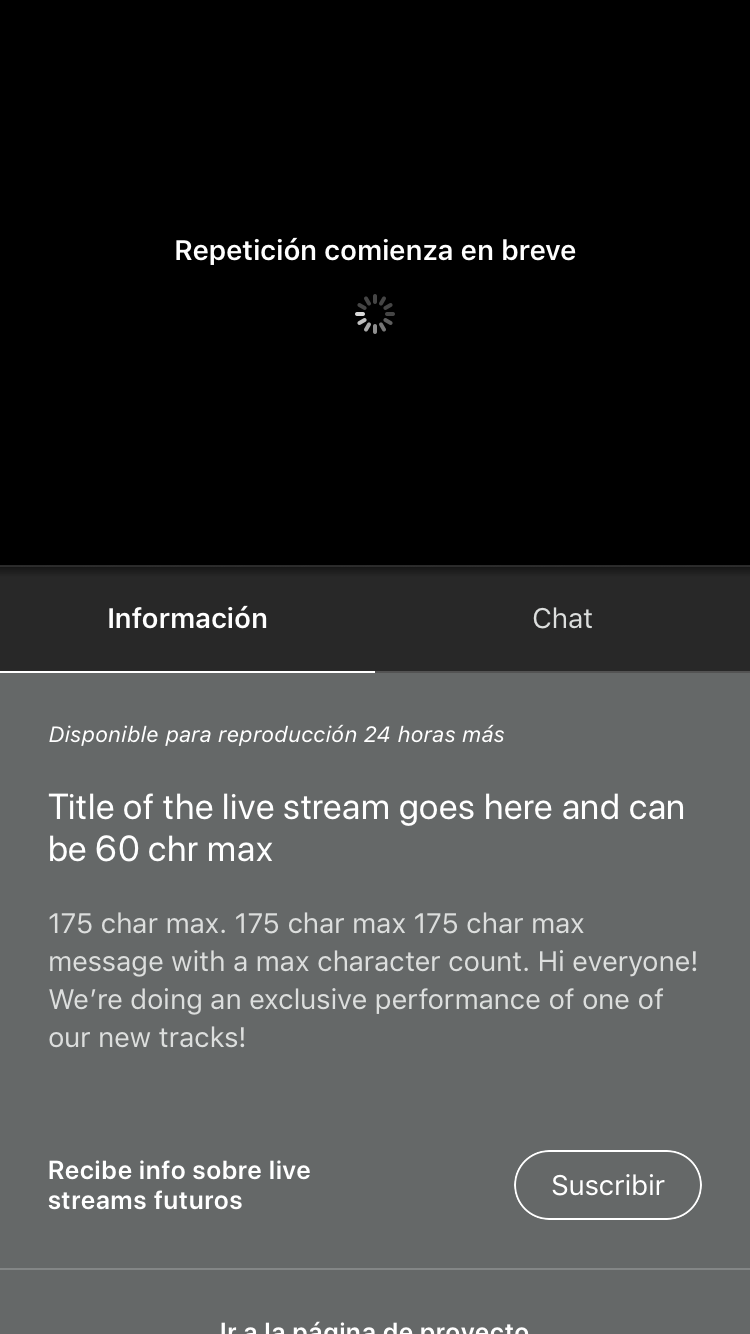 Repetición comienza en breve
Información
Chat
Disponible para reproducción 24 horas más
Title of the live stream goes here and can
be 60 chr max
175 char max. 175 char max 175 char max
message with a max character count. Hi everyone!
We’re doing an exclusive performance of one of
our new tracks!
Recibe info sobre live
streams futuros
Suscribir
Ir a la página de proyecto